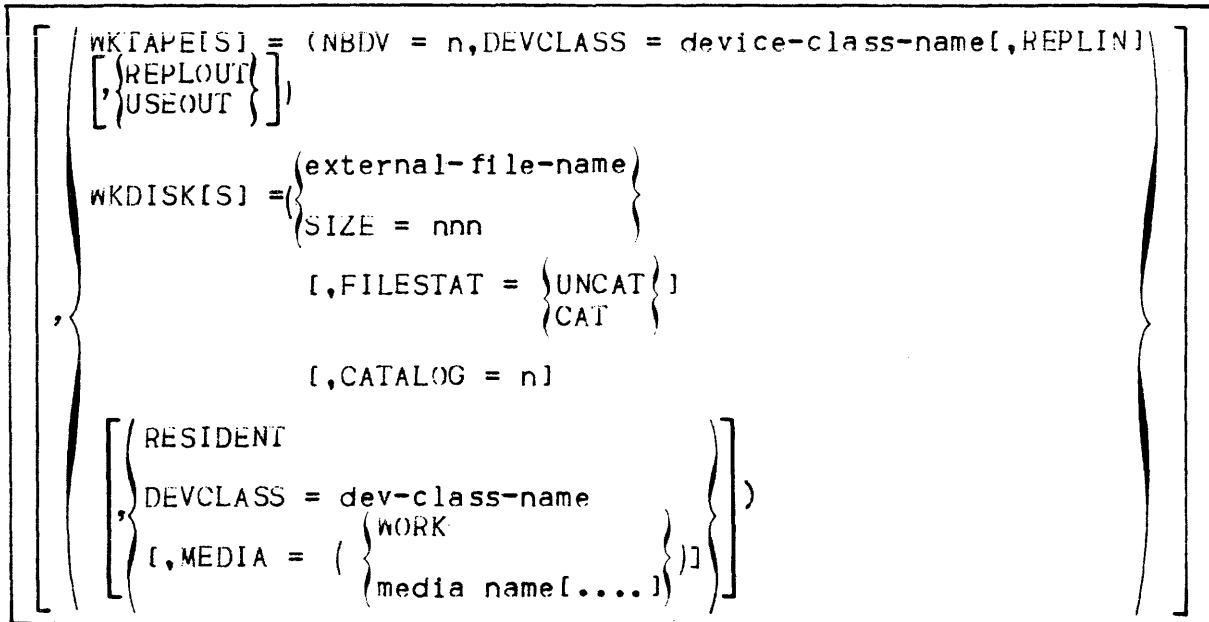 WKTAPE[S] = (NBDV = n,DEVCLASS = device-class-name[,REPLIN]
[,{REPLOUT
USEOUT}])
WKDISK[S] =({external-file-name
SIZE = nnn}
[,FILESTAT = {UNCAT}]
CAT
[,CATALOG = n]
RESIDENT
,DEVCLASS = dev-class-name )
WORK
[,MEDIA = ( { })]
media name[....]